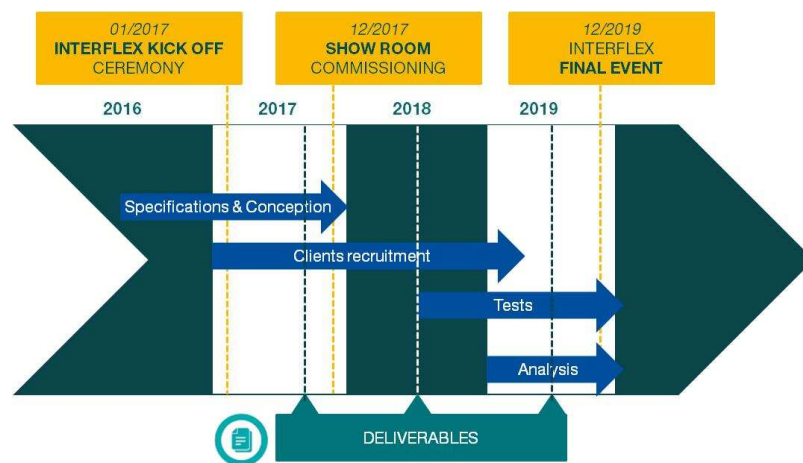 01/2017
INTERFLEX KICK OFF
CEREMONY
12/2017
SHOW ROOM
COMMISSIONING
12/2019
INTERFLEX
FINAL EVENT
2016
2017
2018
2019
Specifications & Conception
Clients recruitment
Tests
Analysis
DELIVERABLES